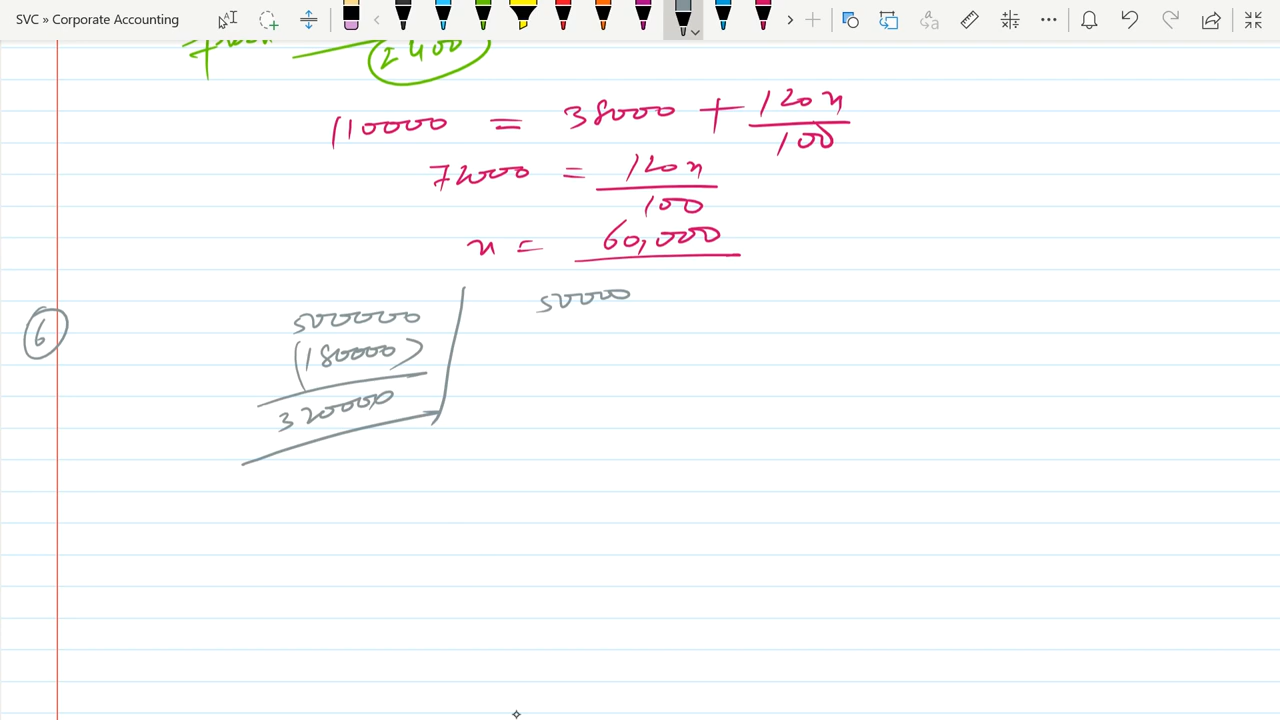 SVC » Corporate Accounting
2400
110000 = 38000 + 120x/100
72000 = 120x/100
x = 60,000
6
500000
(180000)
320000
50000